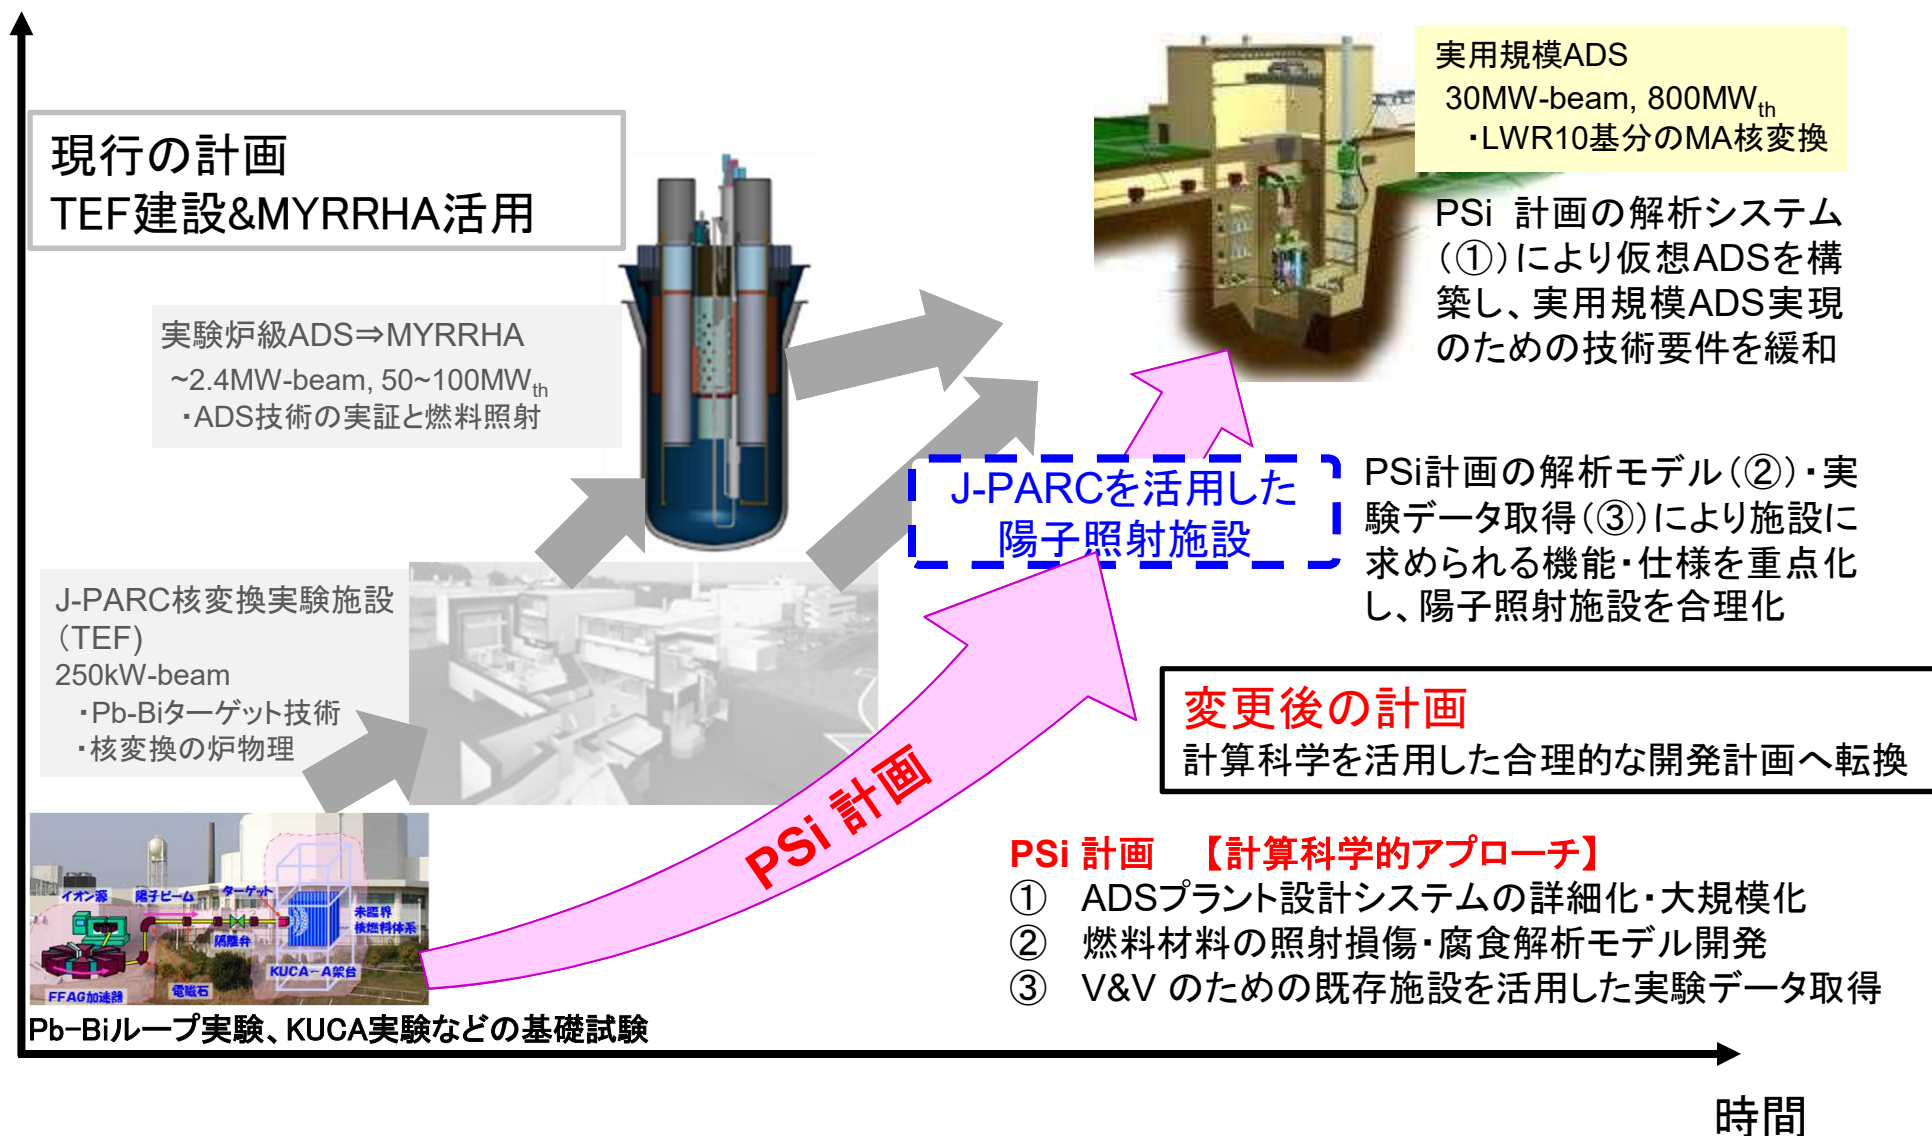 現行の計画
TEF建設&MYRRHA活用
実験炉級ADS⇒MYRRHA
~2.4MW-beam, 50~100MWth
・ADS技術の実証と燃料照射
J-PARC核変換実験施設
（TEF)
250kW-beam
・Pb-Biターゲット技術
・核変換の炉物理
イオン源
陽子ビーム
ターゲット
未臨界
核燃料体系
隔離弁
KUCA-A架台
電磁石
FFAG加速器
Pb-Biループ実験、KUCA実験などの基礎試験
実用規模ADS
30MW-beam, 800MWth
・LWR10基分のMA核変換
PSi 計画の解析システム
（①）により仮想ADSを構
築し、実用規模ADS実現
のための技術要件を緩和
J-PARCを活用した
陽子照射施設
PSi計画の解析モデル（②）・実
験データ取得（③）により施設に
求められる機能・仕様を重点化
し、陽子照射施設を合理化
変更後の計画
計算科学を活用した合理的な開発計画へ転換
PSi 計画
PSi 計画　【計算科学的アプローチ】
①　ADSプラント設計システムの詳細化・大規模化
②　燃料材料の照射損傷・腐食解析モデル開発
③　V&V のための既存施設を活用した実験データ取得
時間